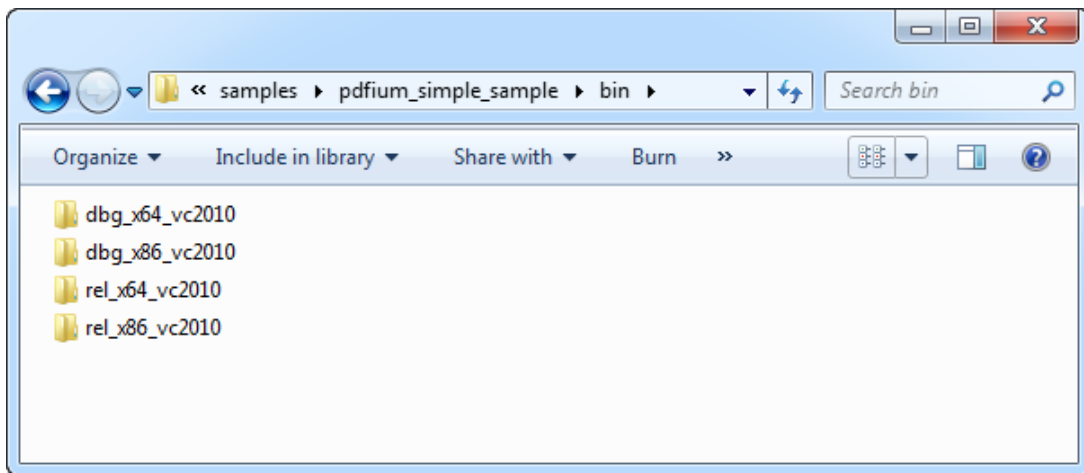 « samples ▸ pdfium_simple_sample ▸ bin ▸ Search bin
Organize Include in library Share with Burn »
dbg_x64_vc2010
dbg_x86_vc2010
rel_x64_vc2010
rel_x86_vc2010